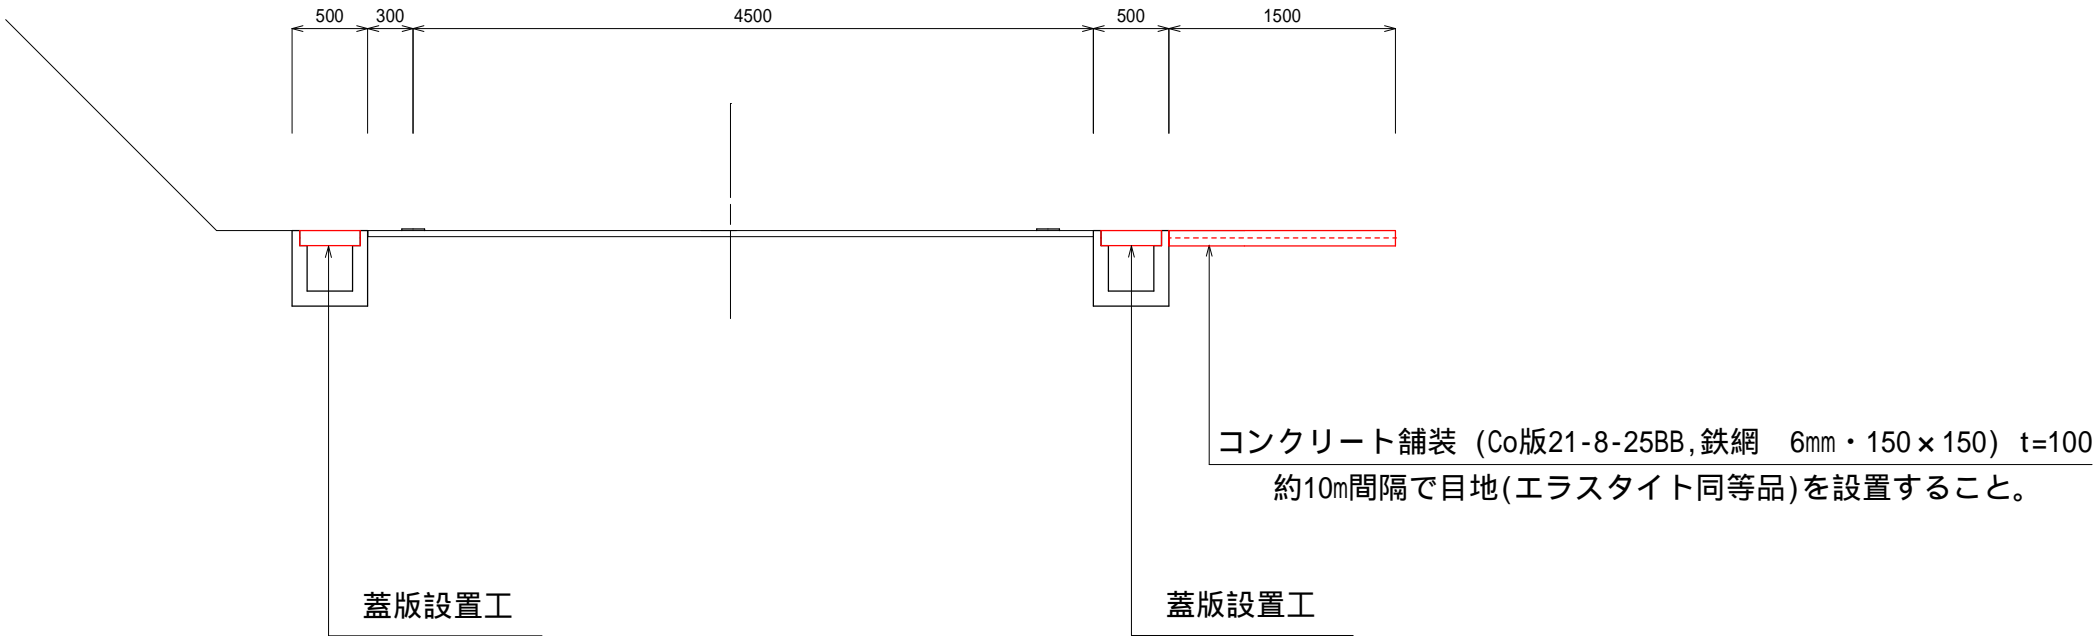 500
300
4500
500
1500
コンクリート舗装 (Co版21-8-25BB,鉄網　6㎜・150×150) t=100
約10m間隔で目地(エラスタイト同等品)を設置すること。
蓋版設置工
蓋版設置工